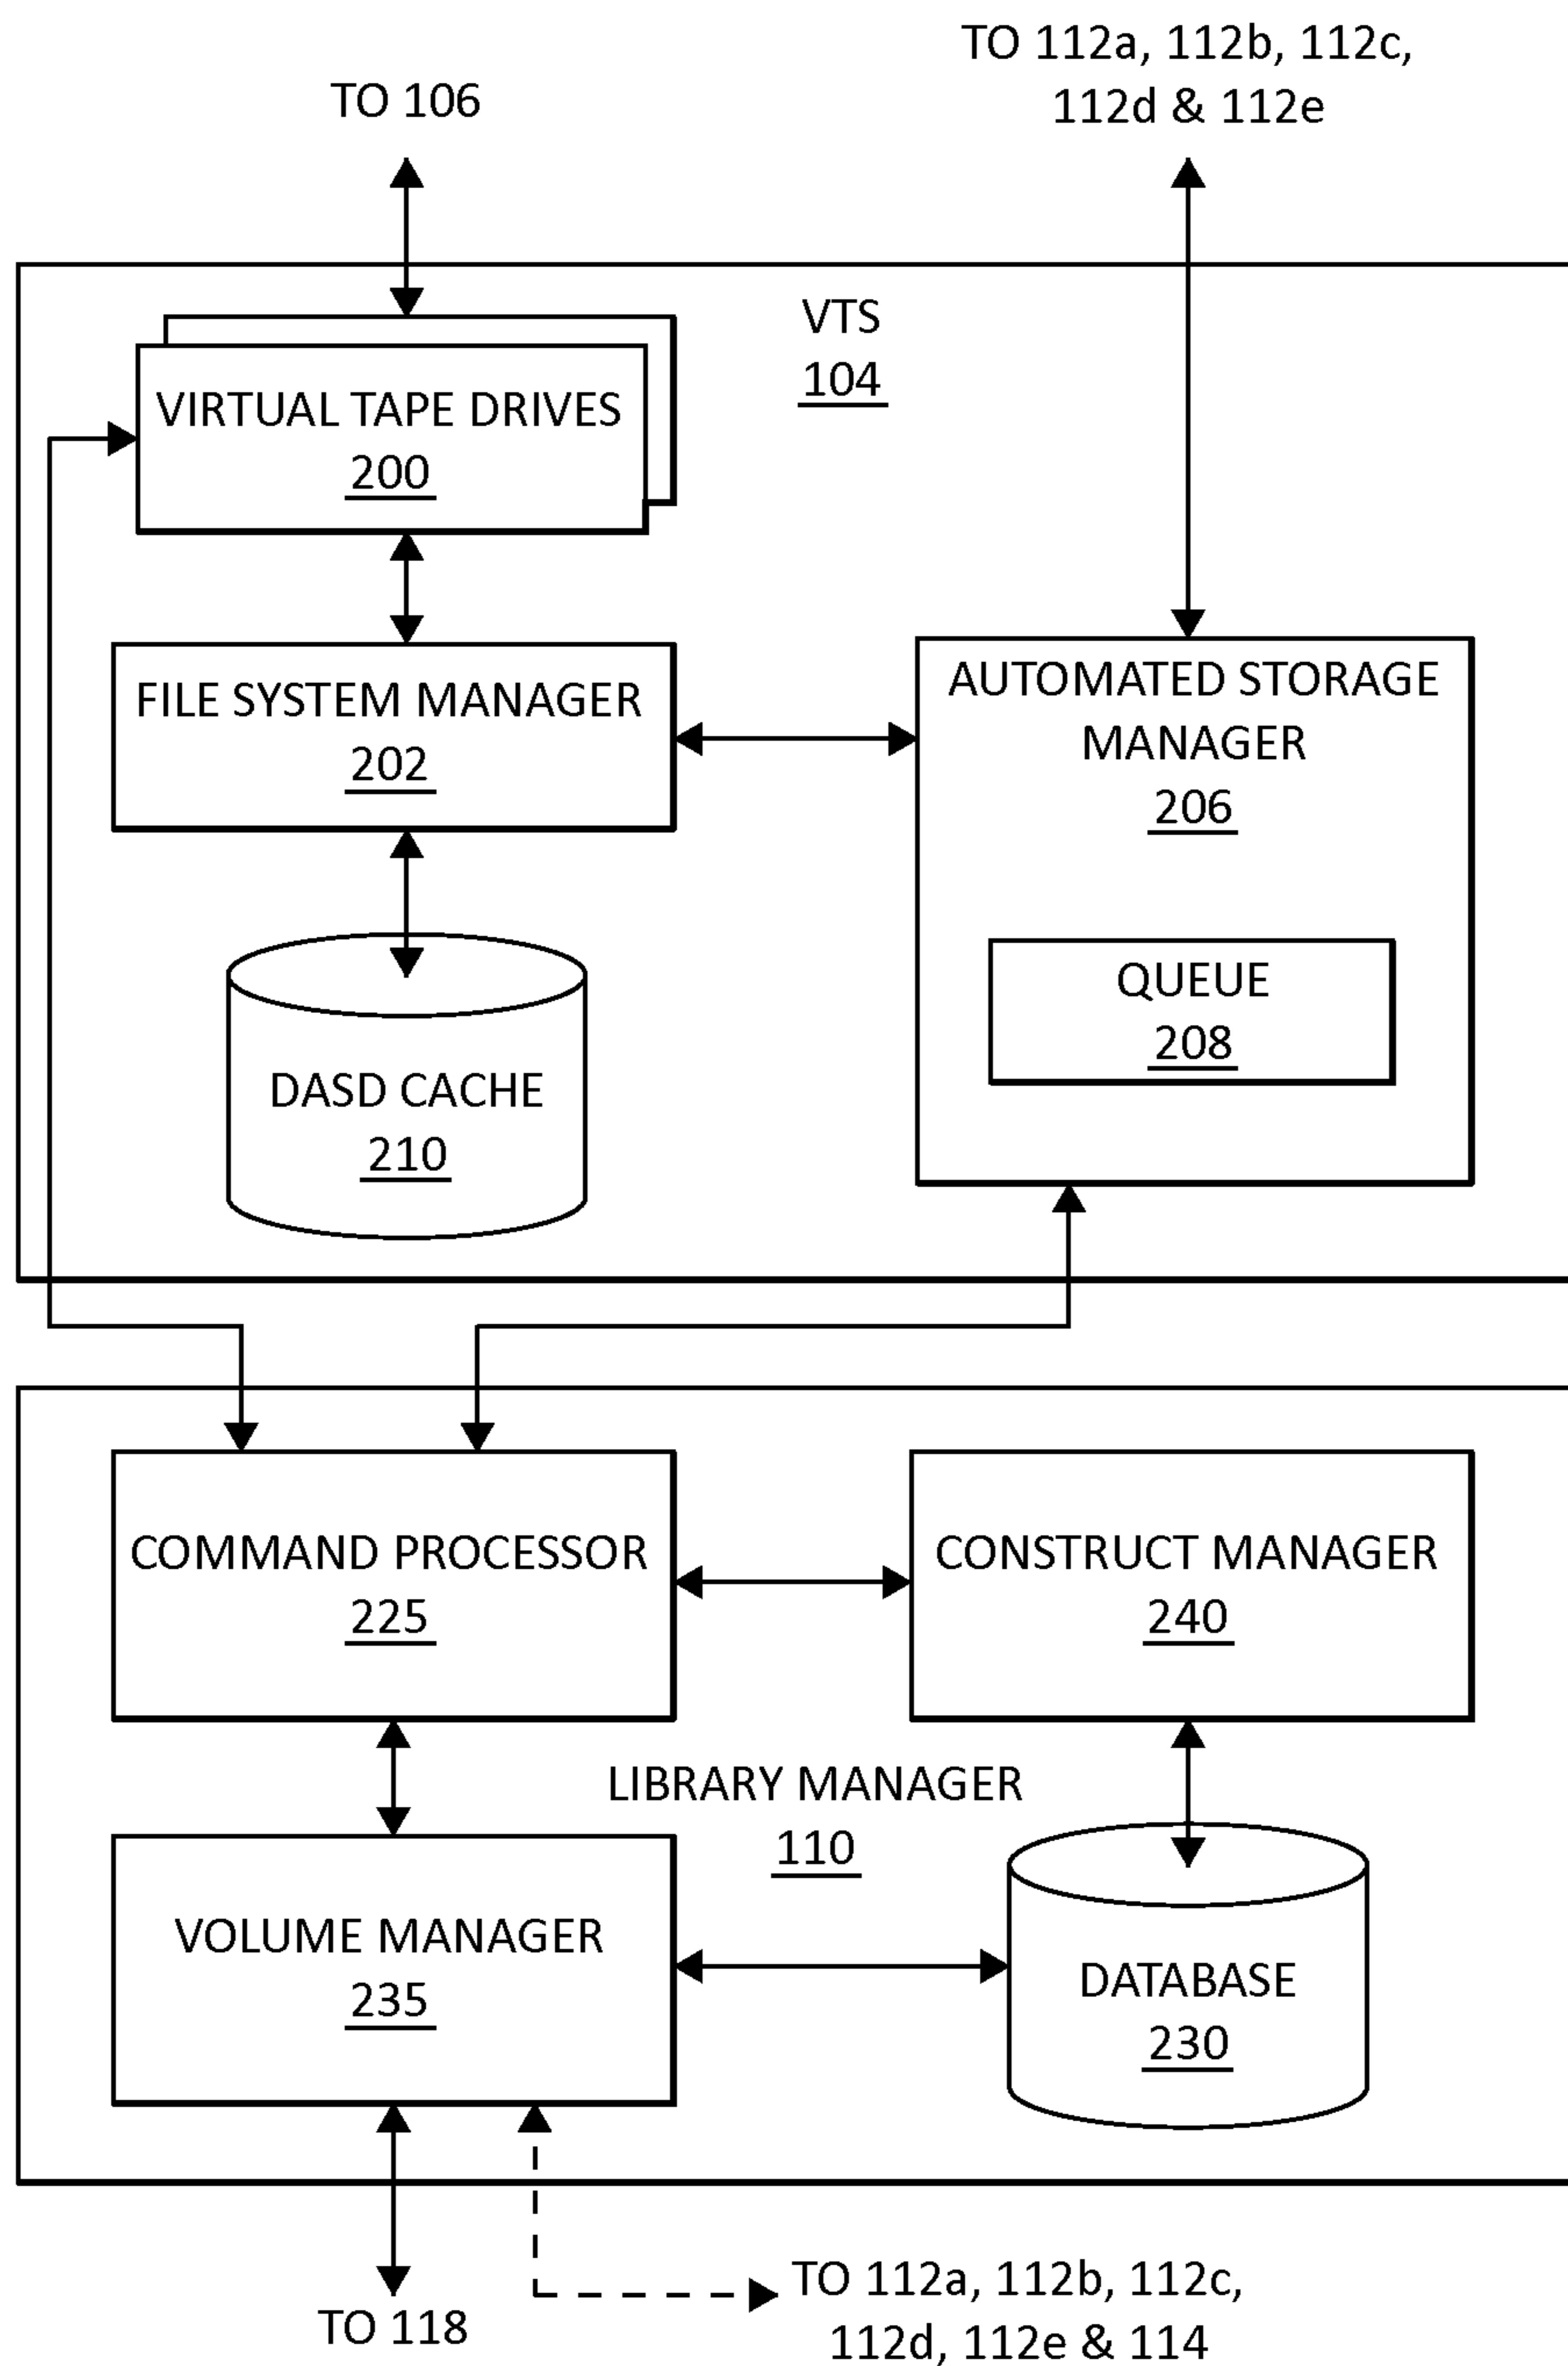 TO 106
TO 112a, 112b, 112c,
112d & 112e
VTS
104
VIRTUAL TAPE DRIVES
200
FILE SYSTEM MANAGER
202
AUTOMATED STORAGE
MANAGER
206
QUEUE
208
DASD CACHE
210
COMMAND PROCESSOR
225
CONSTRUCT MANAGER
240
LIBRARY MANAGER
110
VOLUME MANAGER
235
DATABASE
230
TO 118
TO 112a, 112b, 112c,
112d, 112e & 114